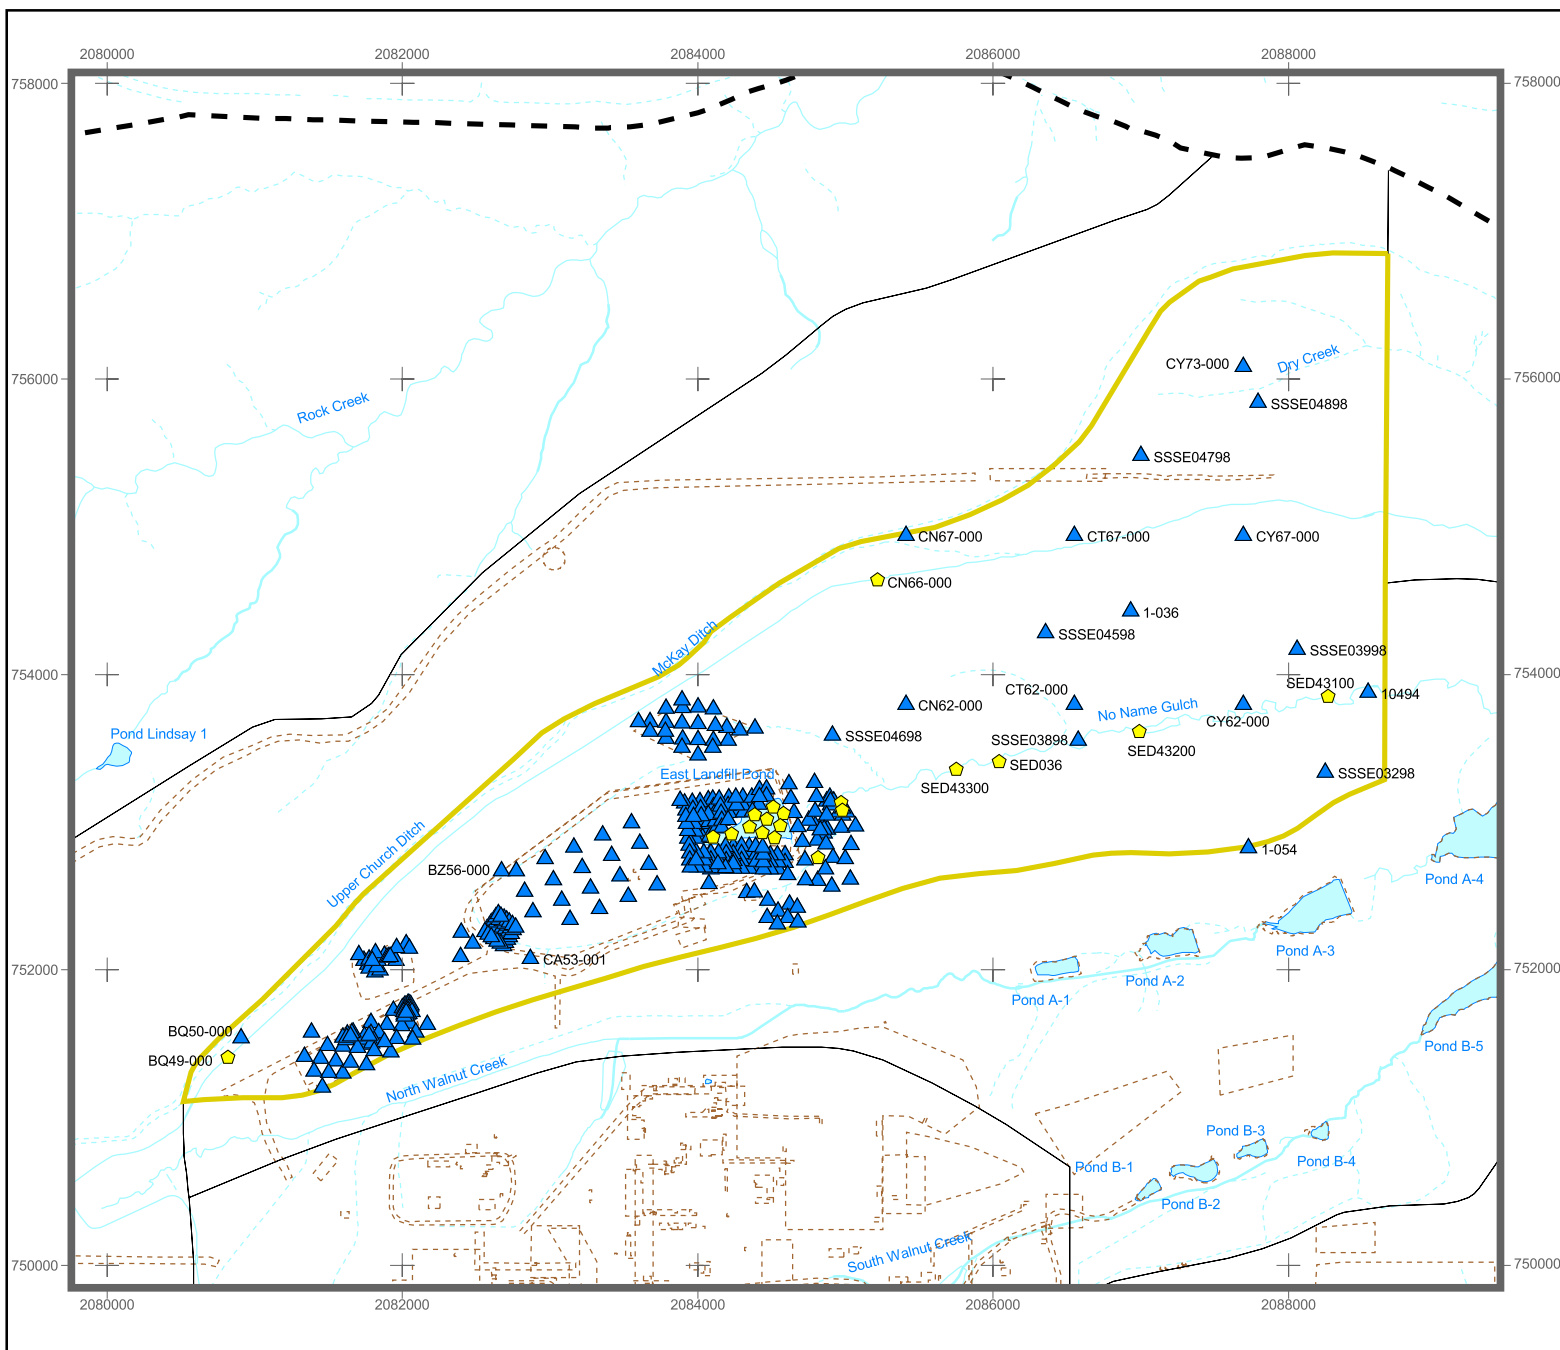 2080000
2082000
2084000
2086000
2088000
758000
758000
756000
756000
754000
754000
752000
752000
750000
750000
CY73-000
Dry Creek
SSSE04898
Rock Creek
SSSE04798
CN67-000
CT67-000
CY67-000
CN66-000
1-036
SSSE04598
McKay Ditch
SSSE03998
SED43100
10494
CT62-000
CN62-000
No Name Gulch
CY62-000
Pond Lindsay 1
SSSE04698
SSSE03898
SED43200
SED036
East Landfill Pond
SSSE03298
SED43300
1-054
Upper Church Ditch
BZ56-000
Pond A-4
CA53-001
Pond A-3
Pond A-2
Pond A-1
BQ50-000
BQ49-000
Pond B-5
North Walnut Creek
Pond B-3
Pond B-4
Pond B-1
Pond B-2
South Walnut Creek
2080000
2082000
2084000
2086000
2088000